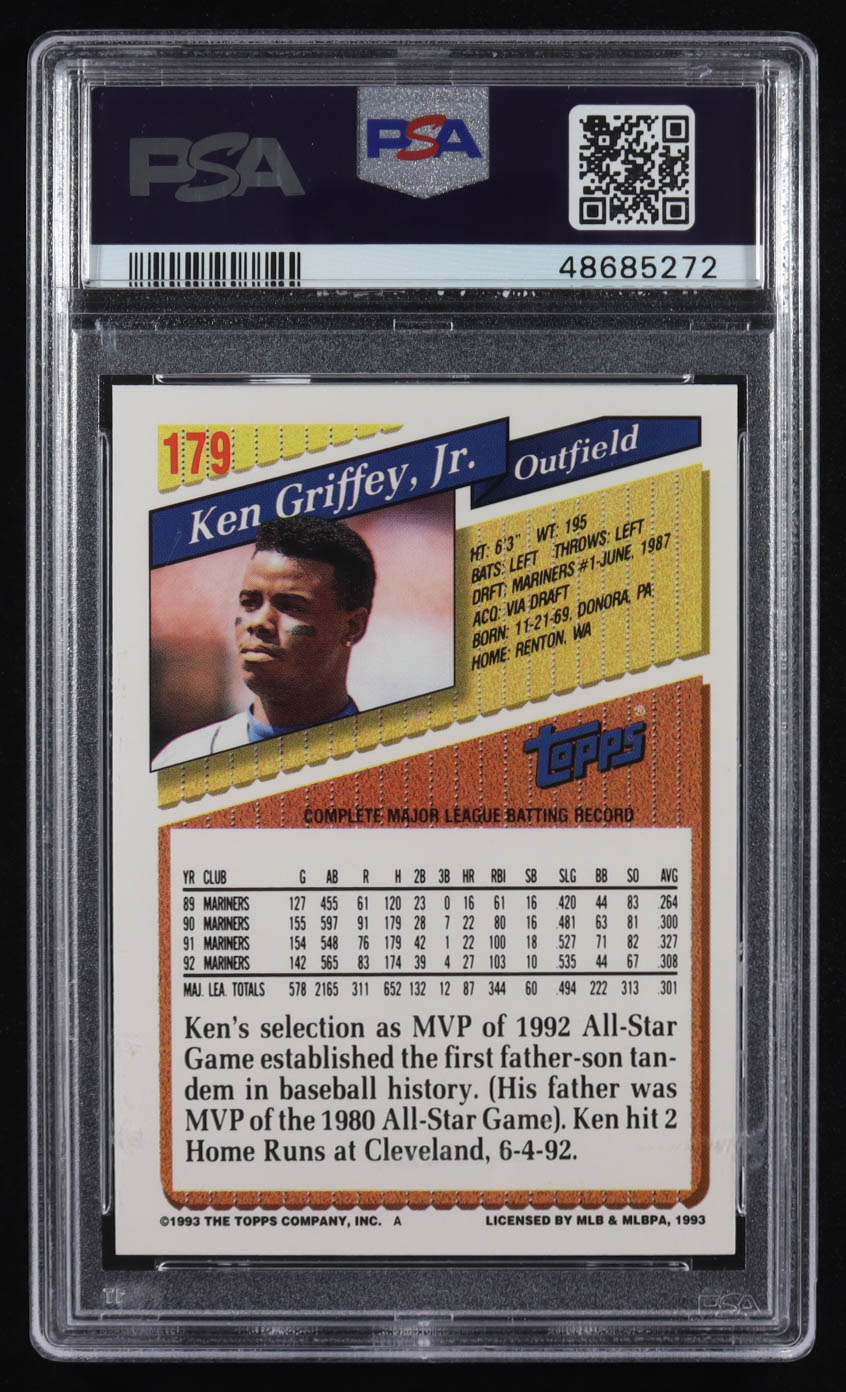 PSA
PSA
48685272
179
Ken Griffey, Jr.
Outfield
HT: 6'3" WT: 195
BATS: LEFT THROWS: LEFT
DRFT: MARINERS #1-JUNE, 1987
ACQ: VIA DRAFT
BORN: 11-21-69, DONORA, PA
HOME: RENTON, WA
topps®
COMPLETE MAJOR LEAGUE BATTING RECORD
YR CLUB G AB R H 2B 3B HR RBI SB SLG BB SO AVG
89 MARINERS 127 455 61 120 23 0 16 61 16 .420 44 83 .264
90 MARINERS 155 597 91 179 28 7 22 80 16 .481 63 81 .300
91 MARINERS 154 548 76 179 42 1 22 100 18 .527 71 82 .327
92 MARINERS 142 565 83 174 39 4 27 103 10 .535 44 67 .308
MAJ. LEA. TOTALS 578 2165 311 652 132 12 87 344 60 .494 222 313 .301
Ken's selection as MVP of 1992 All-Star
Game established the first father-son tan-
dem in baseball history. (His father was
MVP of the 1980 All-Star Game). Ken hit 2
Home Runs at Cleveland, 6-4-92.
©1993 THE TOPPS COMPANY, INC. A
LICENSED BY MLB & MLBPA, 1993
PSA